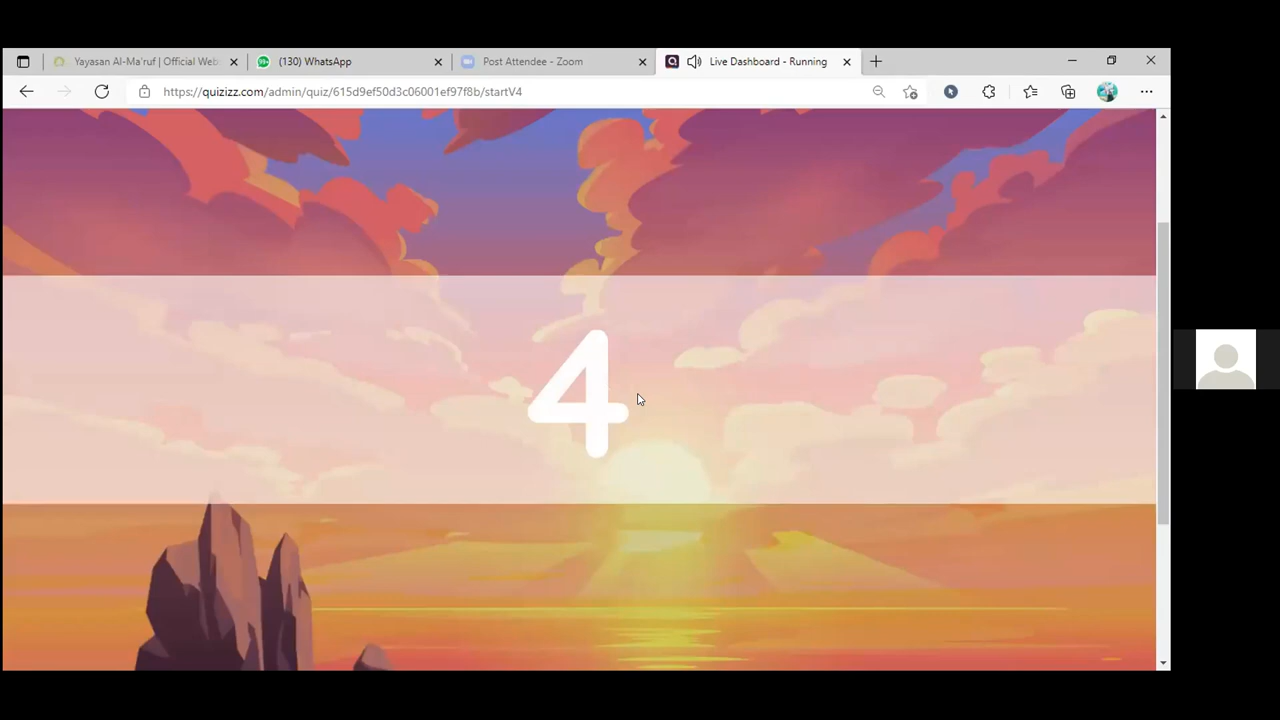 Yayasan Al-Ma'ruf | Official Web
99+
(130) WhatsApp
Post Attendee - Zoom
Live Dashboard - Running
https://quizizz.com/admin/quiz/615d9ef50d3c06001ef97f8b/startV4
4